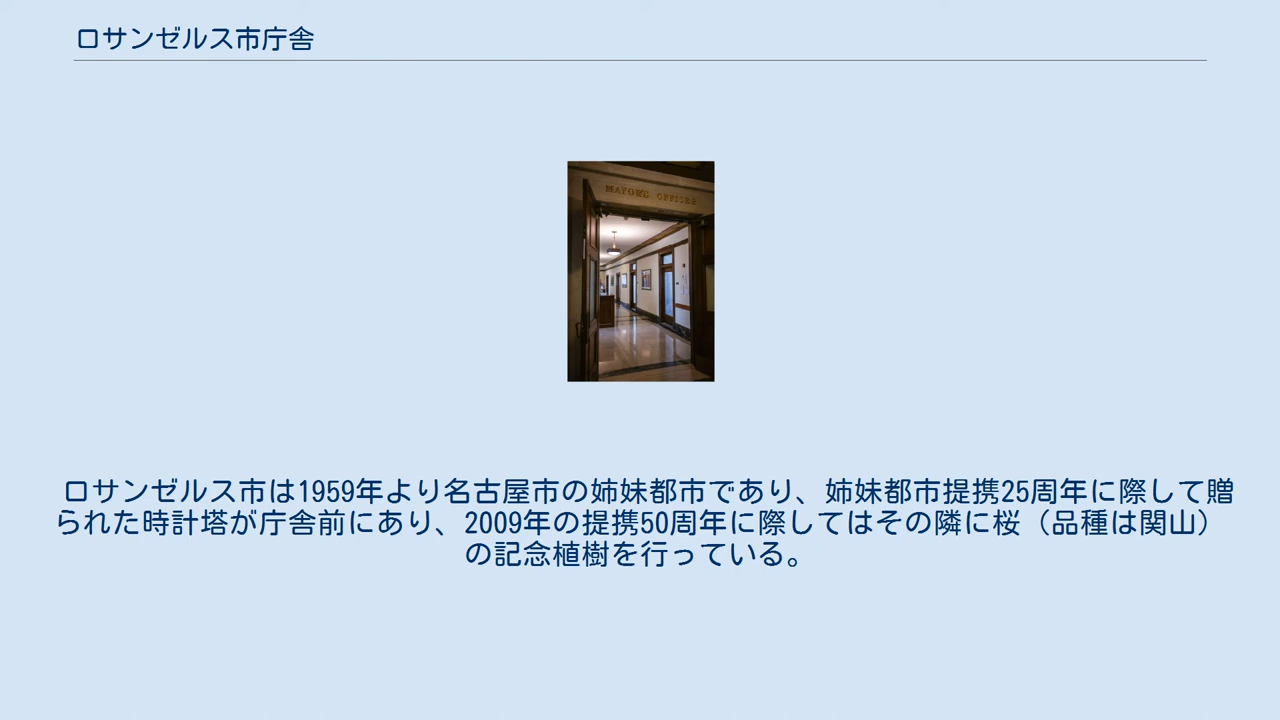 ロサンゼルス市庁舎
MAYOR'S OFFICES
ロサンゼルス市は1959年より名古屋市の姉妹都市であり、姉妹都市提携25周年に際して贈
られた時計塔が庁舎前にあり、2009年の提携50周年に際してはその隣に桜（品種は関山）
の記念植樹を行っている。